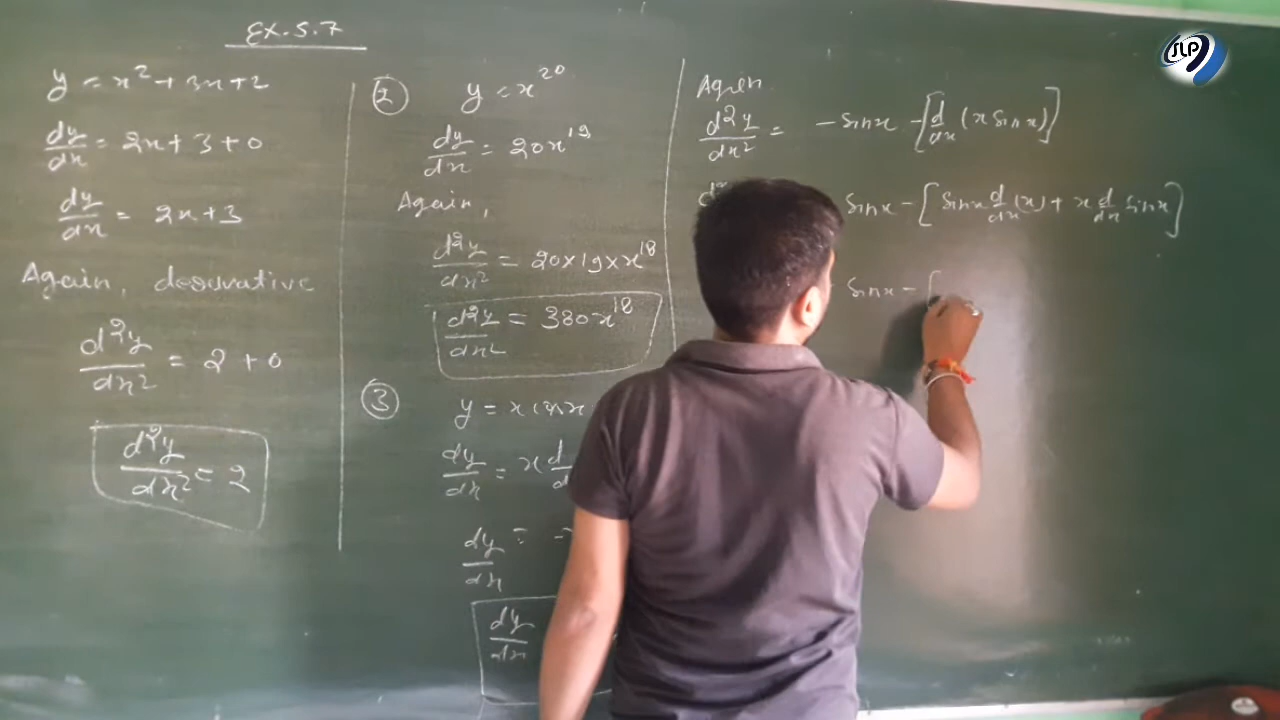 Ex. 5.7
y = x² + 3x + 2
dy/dx = 2x + 3 + 0
dy/dx = 2x + 3
Again, derivative
d²y/dx² = 2 + 0
d²y/dx² = 2
② y = x²⁰
dy/dx = 20x¹⁹
Again,
d²y/dx² = 20 × 19 × x¹⁸
d²y/dx² = 380x¹⁸
③ y = x cos x
dy/dx = x d/d
dy/dx = -x
dy/dx
Again
d²y/dx² = - sin x - [d/dx (x sin x)]
sin x - [sin x d/dx (x) + x d/dx sin x]
sin x - [
SLP